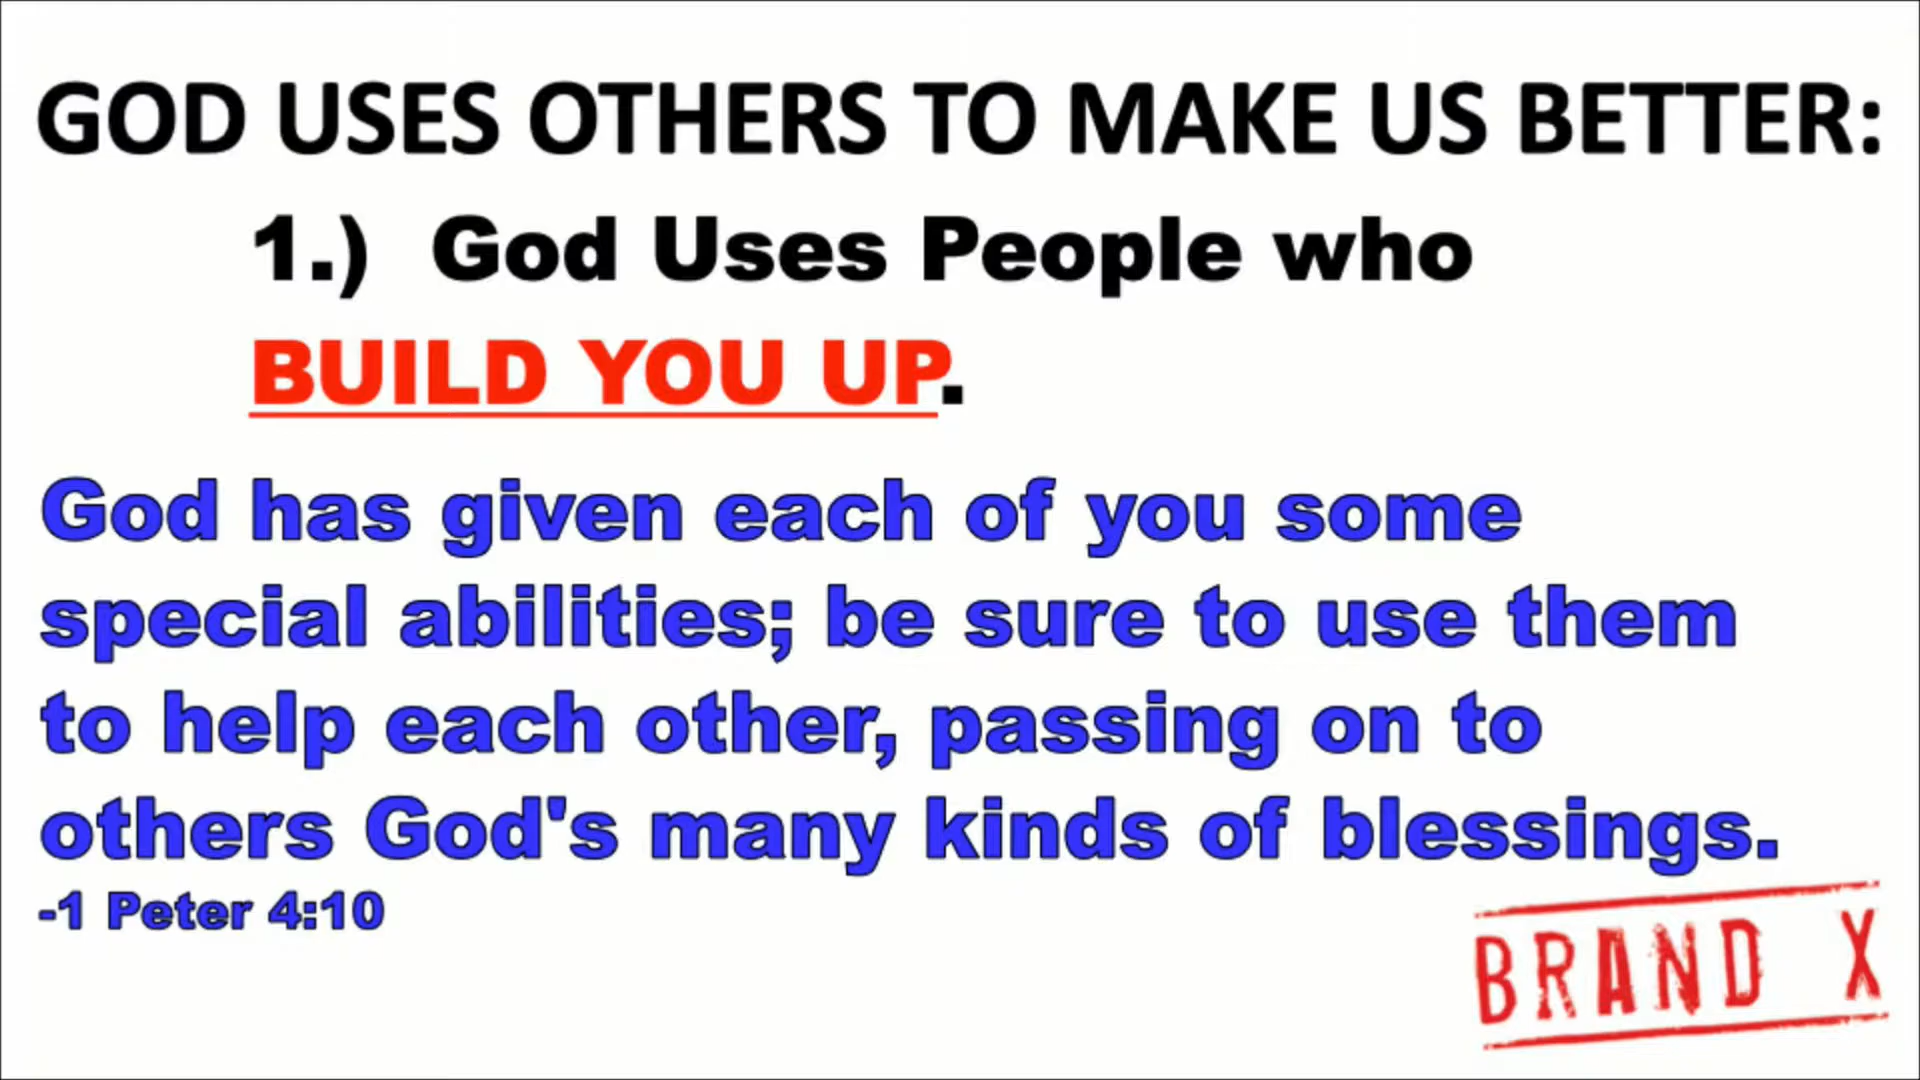 GOD USES OTHERS TO MAKE US BETTER:
1.) God Uses People who
BUILD YOU UP.
God has given each of you some
special abilities; be sure to use them
to help each other, passing on to
others God's many kinds of blessings.
-1 Peter 4:10
BRAND X